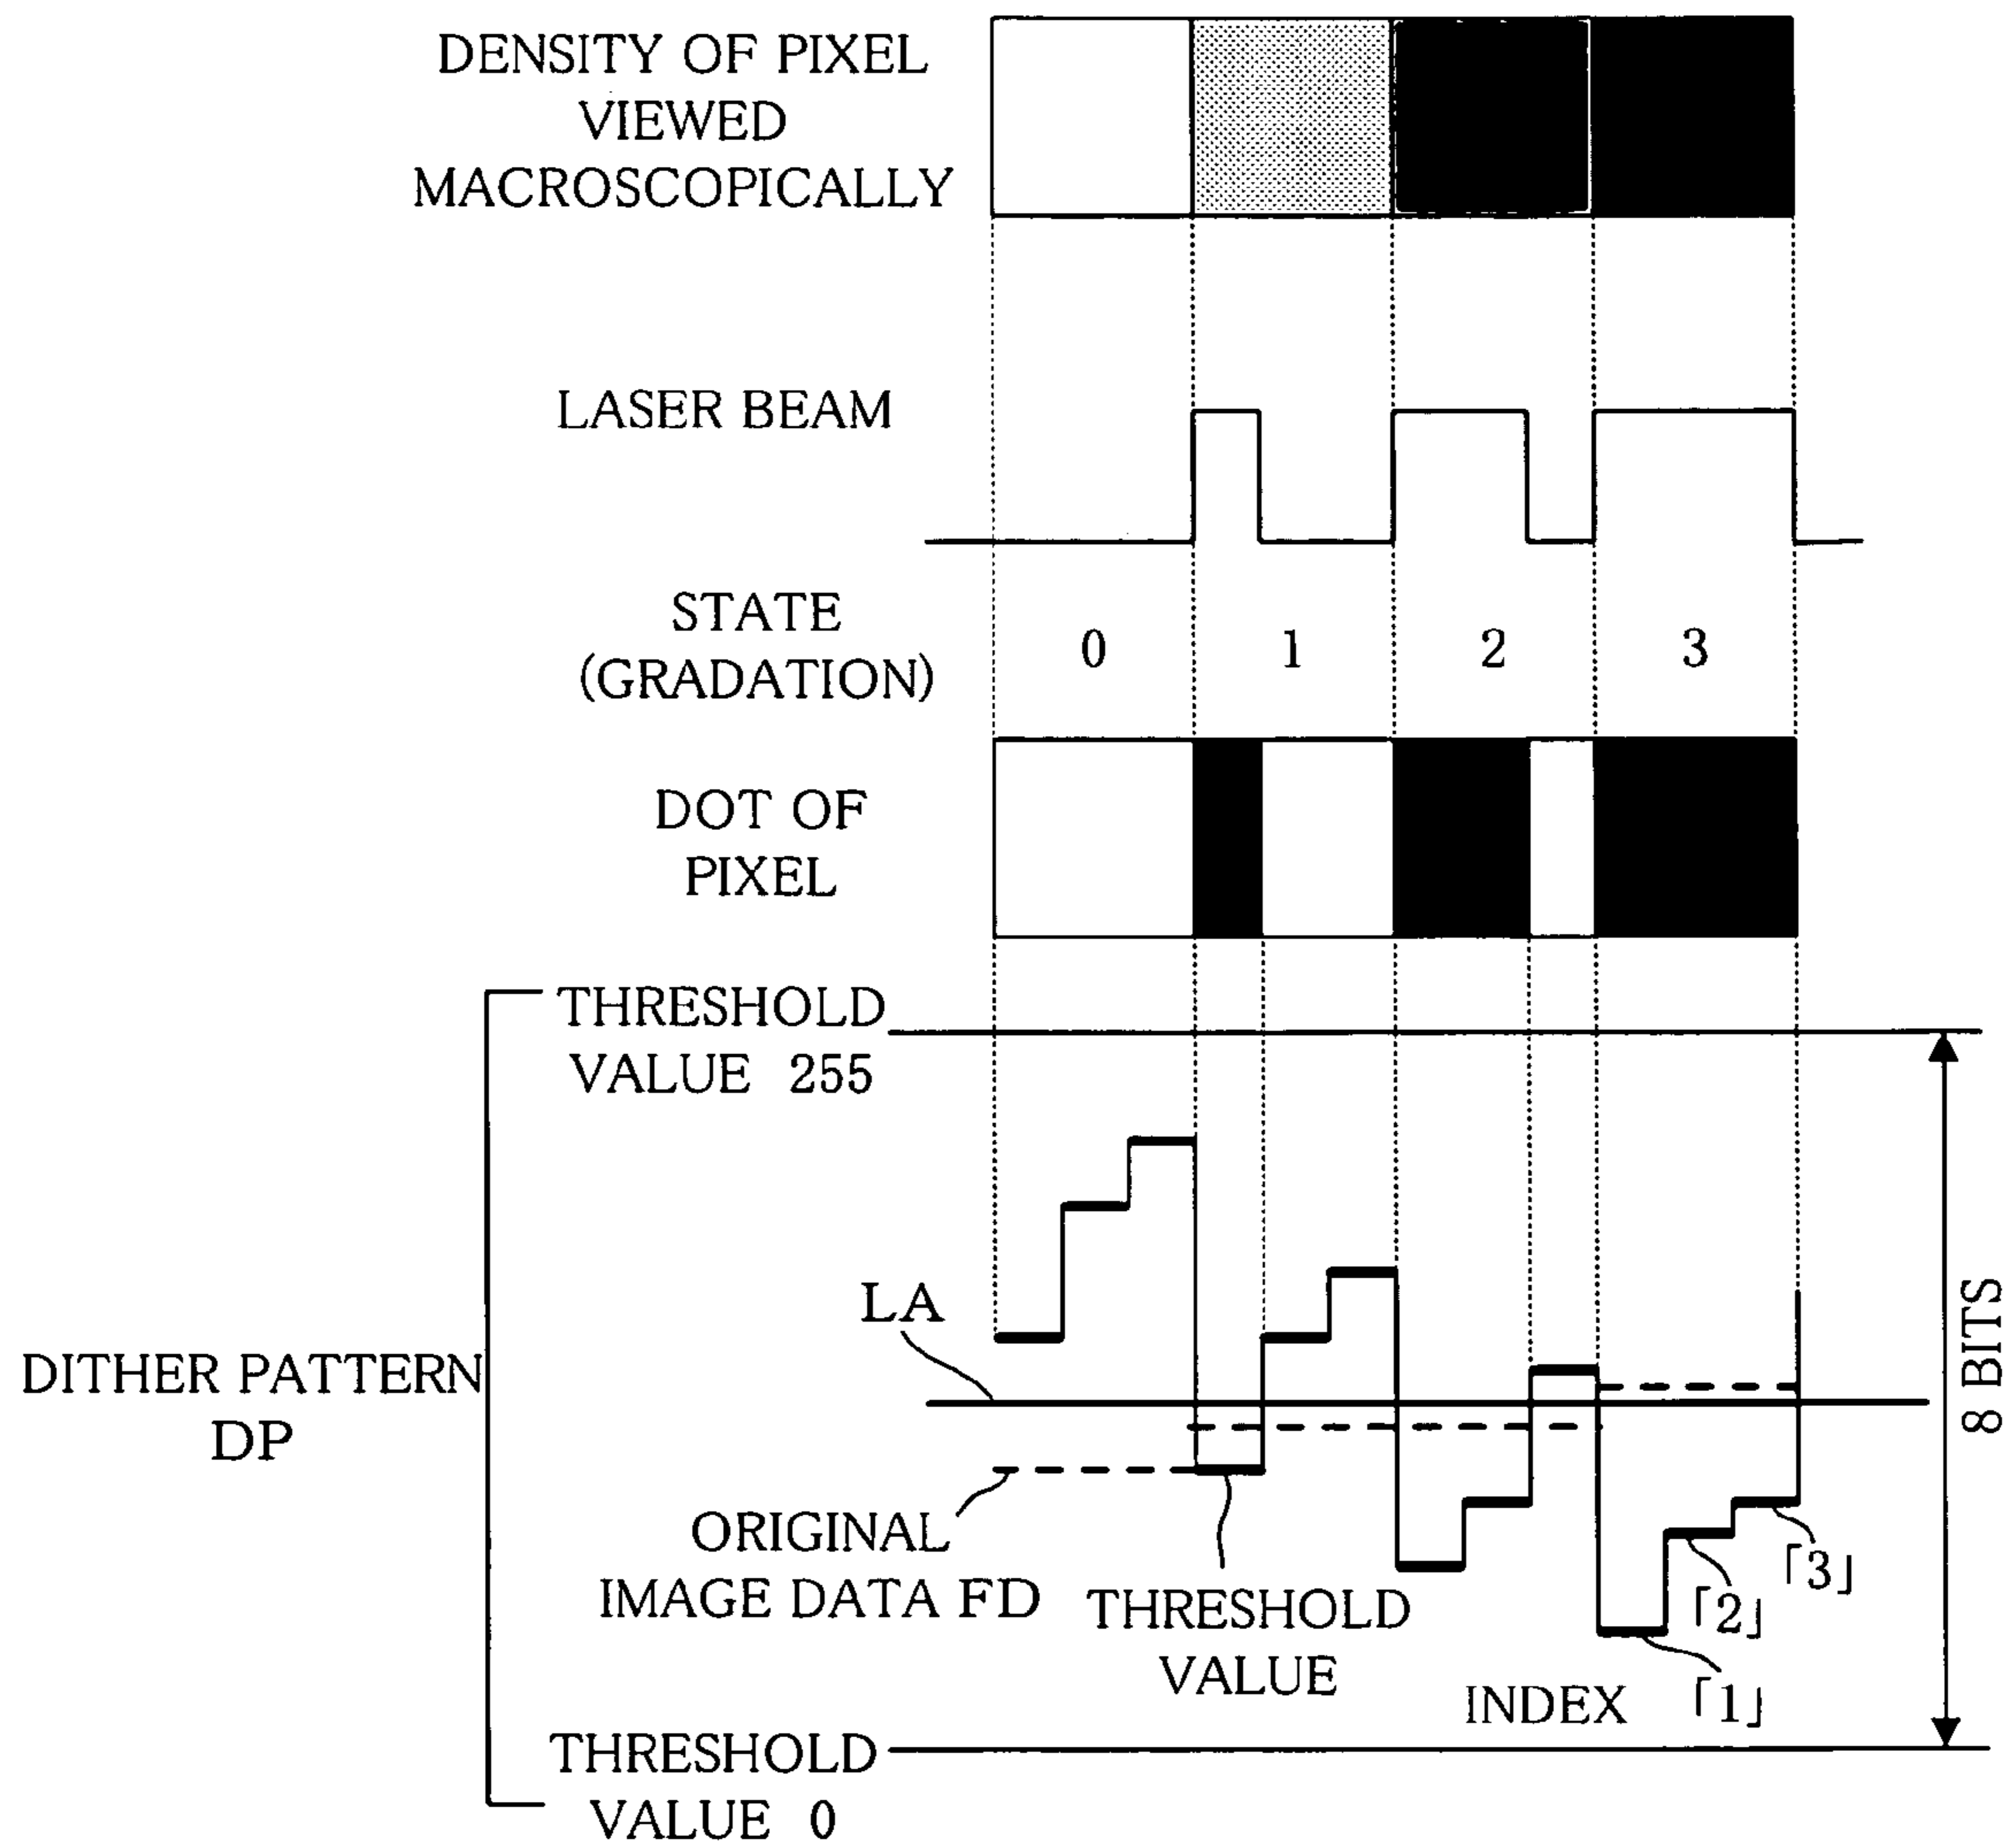 DENSITY OF PIXEL
VIEWED
MACROSCOPICALLY
LASER BEAM
STATE
(GRADATION)
0 1 2 3
DOT OF
PIXEL
THRESHOLD
VALUE 255
LA
DITHER PATTERN
DP
8 BITS
ORIGINAL
IMAGE DATA FD
THRESHOLD
VALUE
「3」
「2」
INDEX 「1」
THRESHOLD
VALUE 0